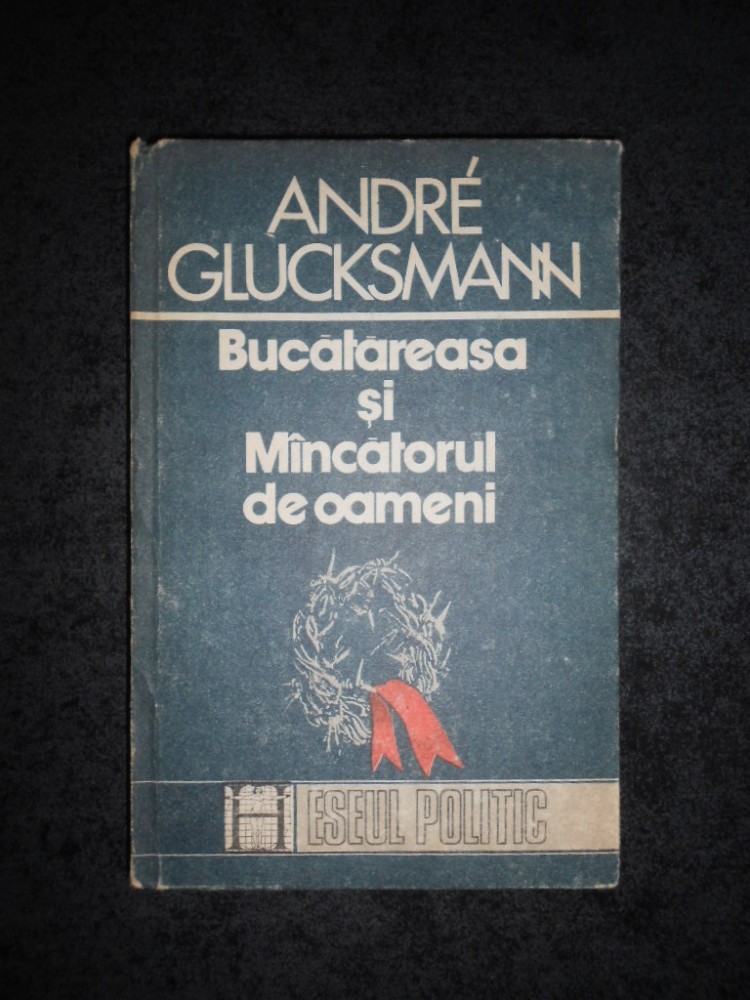 ANDRÉ
GLUCKSMANN
Bucătăreasa
și
Mîncătorul
de oameni
H ESEUL POLITIC